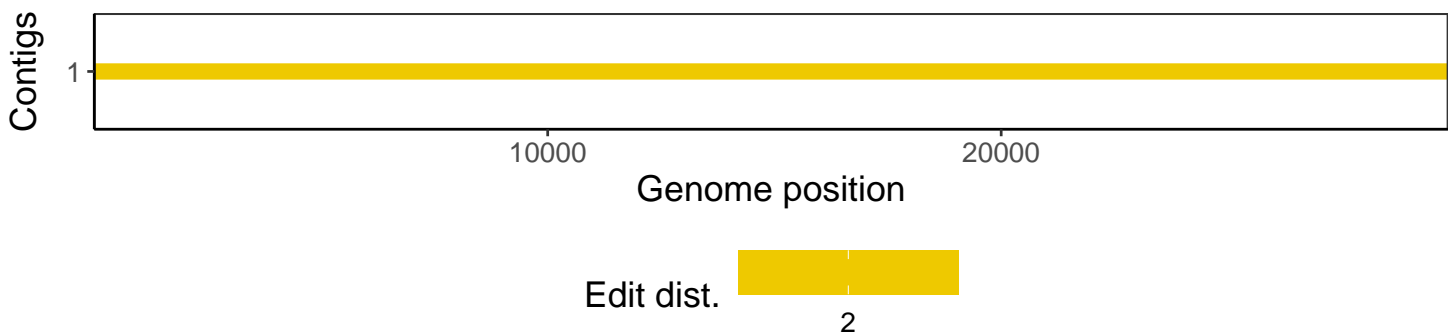 Contigs
1
10000 20000
Genome position
Edit dist.
2